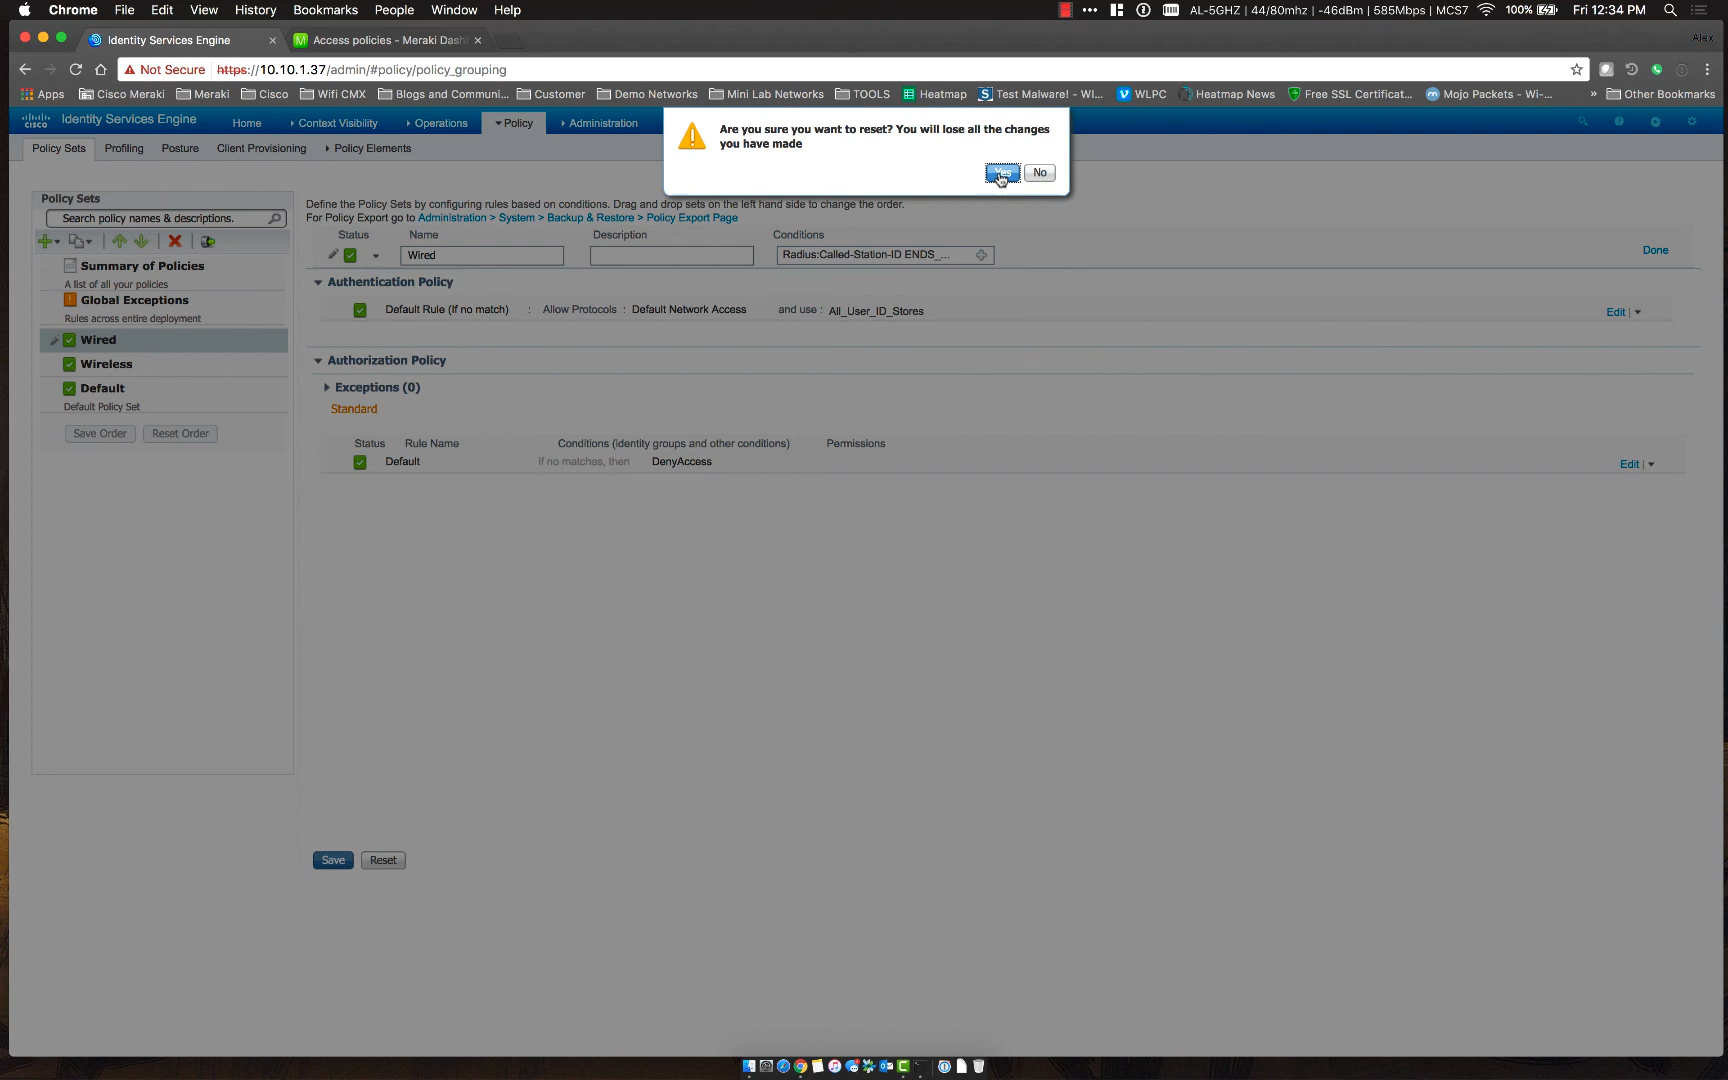 Chrome File Edit View History Bookmarks People Window Help
AL-5GHZ | 44/80mhz | -46dBm | 585Mbps | MCS7 100% Fri 12:34 PM
Identity Services Engine
Access policies - Meraki Dash
Alex
Not Secure https://10.10.1.37/admin/#policy/policy_grouping
Apps Cisco Meraki Meraki Cisco Wifi CMX Blogs and Communi... Customer Demo Networks Mini Lab Networks TOOLS Heatmap Test Malware! - WI... WLPC Heatmap News Free SSL Certificat... Mojo Packets - Wi-... » Other Bookmarks
CISCO Identity Services Engine Home Context Visibility Operations Policy Administration
Are you sure you want to reset? You will lose all the changes
you have made
Yes No
Policy Sets Profiling Posture Client Provisioning Policy Elements
Policy Sets
Search policy names & descriptions.
Summary of Policies
A list of all your policies
Global Exceptions
Rules across entire deployment
Wired
Wireless
Default
Default Policy Set
Save Order Reset Order
Define the Policy Sets by configuring rules based on conditions. Drag and drop sets on the left hand side to change the order.
For Policy Export go to Administration > System > Backup & Restore > Policy Export Page
Status Name Description Conditions
Wired Radius:Called-Station-ID ENDS_... Done
Authentication Policy
Default Rule (If no match) : Allow Protocols : Default Network Access and use : All_User_ID_Stores Edit |
Authorization Policy
Exceptions (0)
Standard
Status Rule Name Conditions (identity groups and other conditions) Permissions
Default If no matches, then DenyAccess Edit |
Save Reset